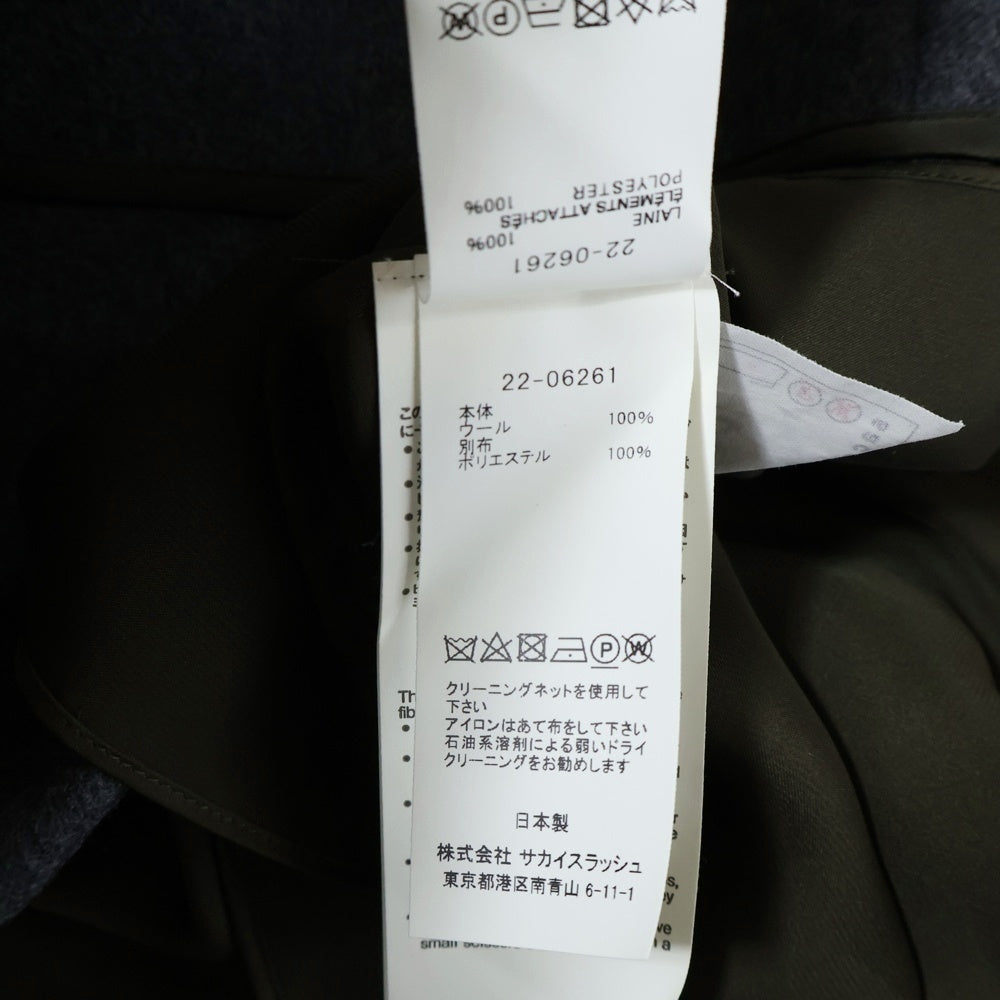 22-06261
100%
ÉLÉMENTS ATTACHÉS
LAINE
100%
POLYESTER
22-06261
本体
ウール 100%
別布
ポリエステル 100%
P W
クリーニングネットを使用して
下さい
アイロンはあて布をして下さい
石油系溶剤による弱いドライ
クリーニングをお勧めします
日本製
株式会社 サカイスラッシュ
東京都港区南青山 6-11-1
small